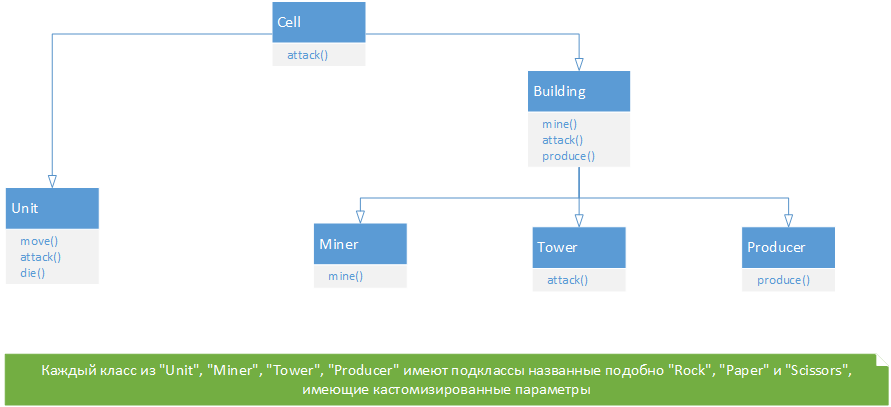 Cell
attack()
Building
mine()
attack()
produce()
Unit
move()
attack()
die()
Miner
mine()
Tower
attack()
Producer
produce()
Каждый класс из "Unit", "Miner", "Tower", "Producer" имеют подклассы названные подобно "Rock", "Paper" и "Scissors",
имеющие кастомизированные параметры